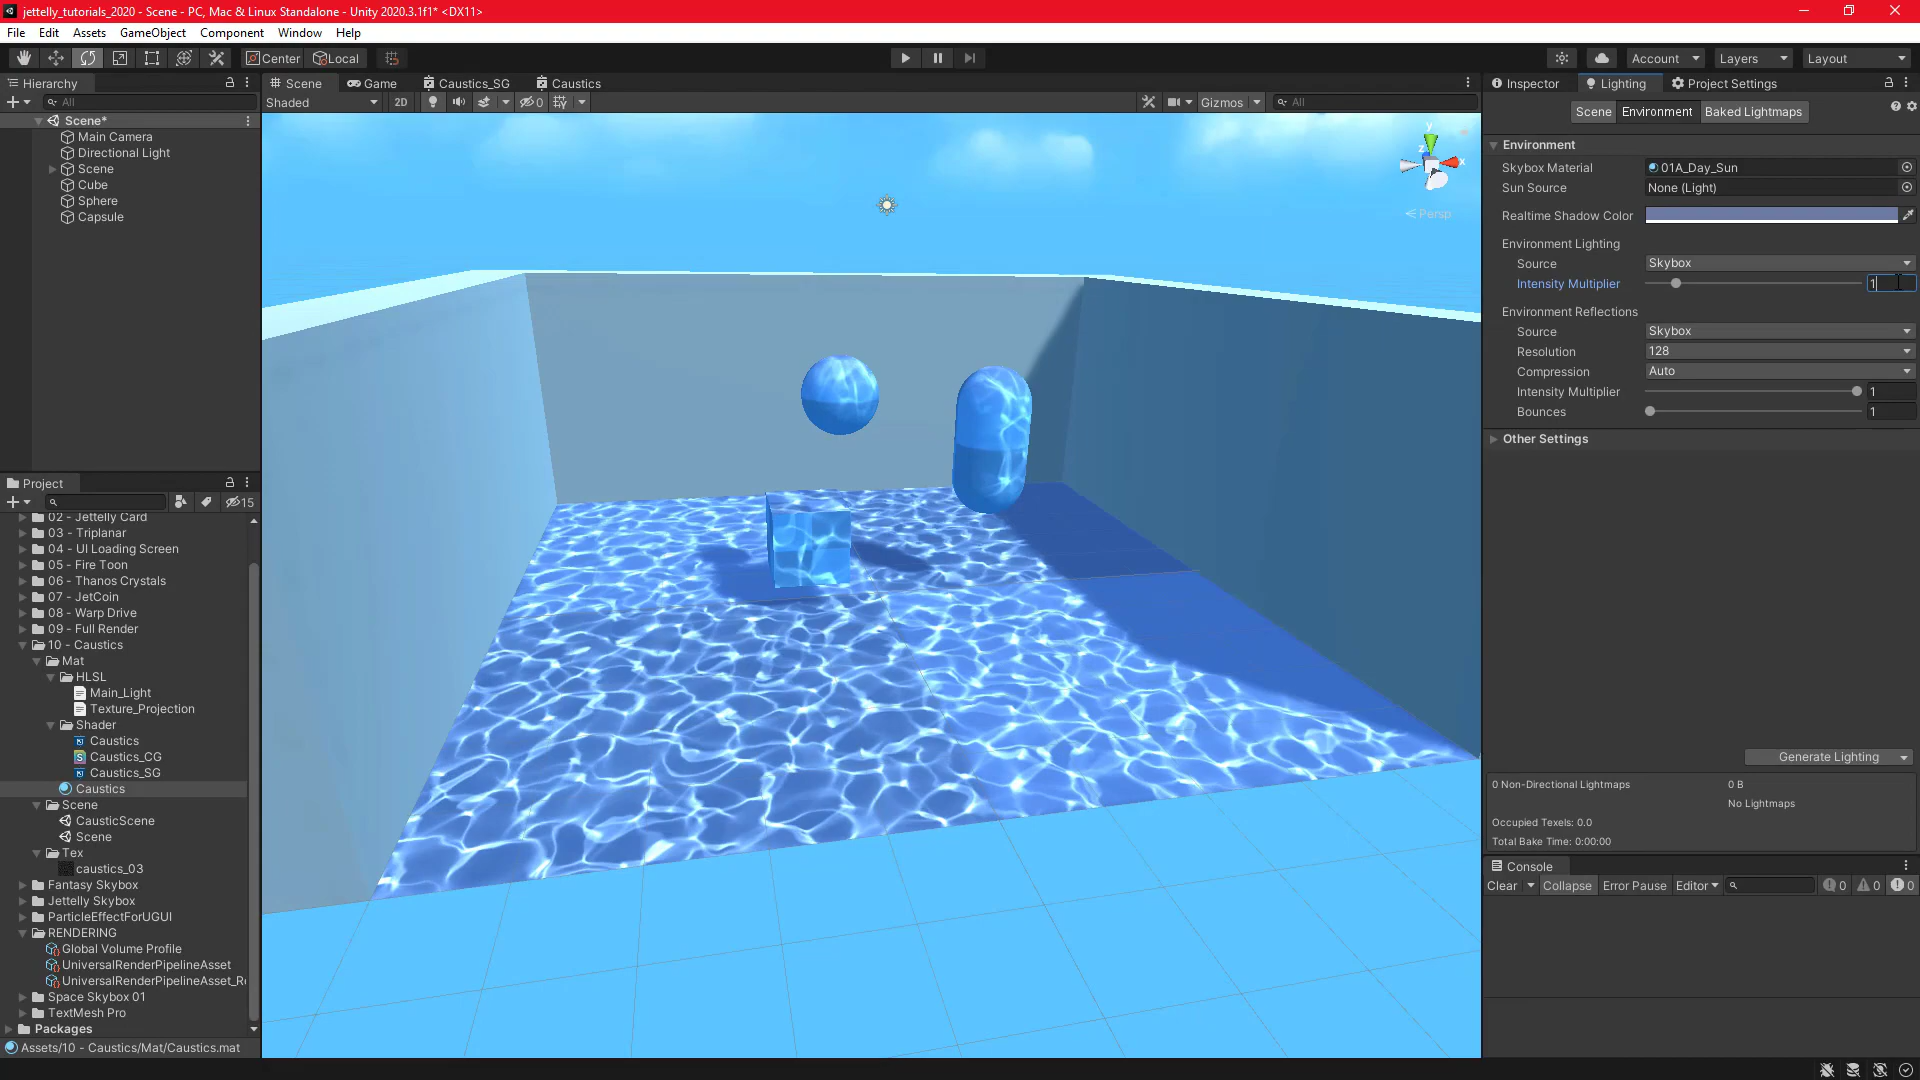 jettelly_tutorials_2020 - Scene - PC, Mac & Linux Standalone - Unity 2020.3.1f1* <DX11>
File Edit Assets GameObject Component Window Help
Center Local Account Layers Layout
Hierarchy
All
Scene*
Main Camera
Directional Light
Scene
Cube
Sphere
Capsule
Project
15
02 - Jettelly Card
03 - Triplanar
04 - UI Loading Screen
05 - Fire Toon
06 - Thanos Crystals
07 - JetCoin
08 - Warp Drive
09 - Full Render
10 - Caustics
Mat
HLSL
Main_Light
Texture_Projection
Shader
Caustics
Caustics_CG
Caustics_SG
Caustics
Scene
CausticScene
Scene
Tex
caustics_03
Fantasy Skybox
Jettelly Skybox
ParticleEffectForUGUI
RENDERING
Global Volume Profile
UniversalRenderPipelineAsset
UniversalRenderPipelineAsset_Re
Space Skybox 01
TextMesh Pro
Packages
Assets/10 - Caustics/Mat/Caustics.mat
Scene Game Caustics_SG Caustics
Shaded 2D 0 Gizmos All
y
z x
Persp
Inspector Lighting Project Settings
Scene Environment Baked Lightmaps
Environment
Skybox Material 01A_Day_Sun
Sun Source None (Light)
Realtime Shadow Color
Environment Lighting
Source Skybox
Intensity Multiplier 1
Environment Reflections
Source Skybox
Resolution 128
Compression Auto
Intensity Multiplier 1
Bounces 1
Other Settings
Generate Lighting
0 Non-Directional Lightmaps 0 B
No Lightmaps
Occupied Texels: 0.0
Total Bake Time: 0:00:00
Console
Clear Collapse Error Pause Editor 0 0 0